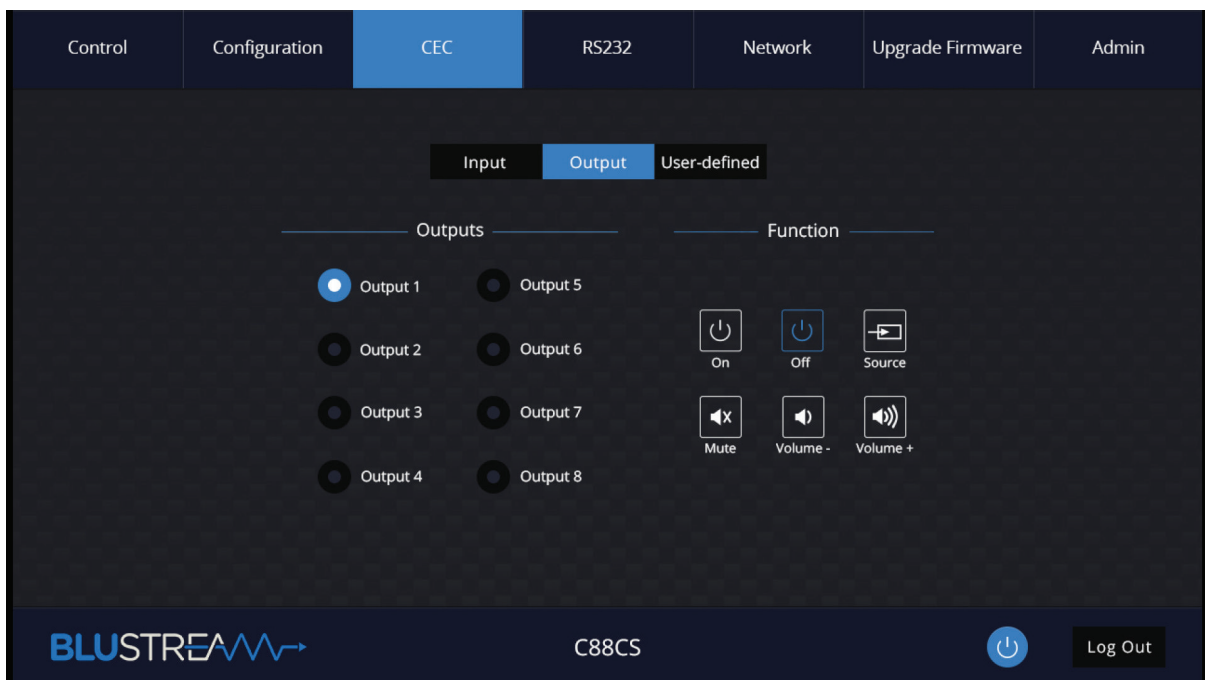 Control Configuration CEC RS232 Network Upgrade Firmware Admin
Input Output User-defined
Outputs
Output 1 Output 5
Output 2 Output 6
Output 3 Output 7
Output 4 Output 8
Function
On Off Source
Mute Volume - Volume +
BLUSTREAM C88CS Log Out